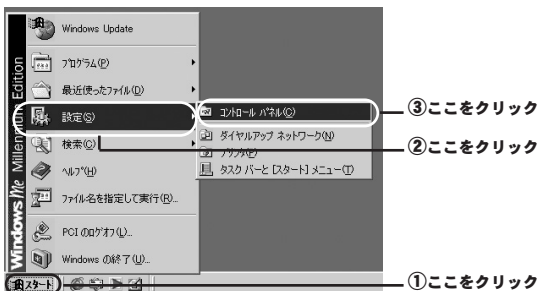 Windows Update
プログラム(P)
最近使ったファイル(D)
設定(S)
検索(C)
ヘルプ(H)
ファイル名を指定して実行(R)...
PCI のログオフ(L)...
Windows の終了(U)...
Windows Me Millennium Edition
コントロール パネル(C)
ダイヤルアップ ネットワーク(N)
プリンタ(P)
タスク バーと [スタート] メニュー(T)
③ここをクリック
②ここをクリック
スタート
①ここをクリック